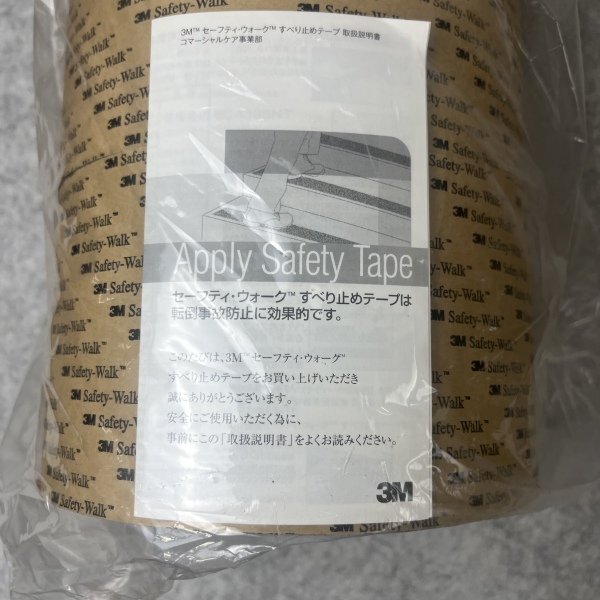 3M™ セーフティ・ウォーク™ すべり止めテープ 取扱説明書
コマーシャルケア事業部
Apply Safety Tape
セーフティ・ウォーク™ すべり止めテープは
転倒事故防止に効果的です。
このたびは、3M™ セーフティ・ウォーク™
すべり止めテープをお買い上げいただき
誠にありがとうございます。
安全にご使用いただく為に、
事前にこの「取扱説明書」をよくお読みください。
3M
3M Safety-Walk™